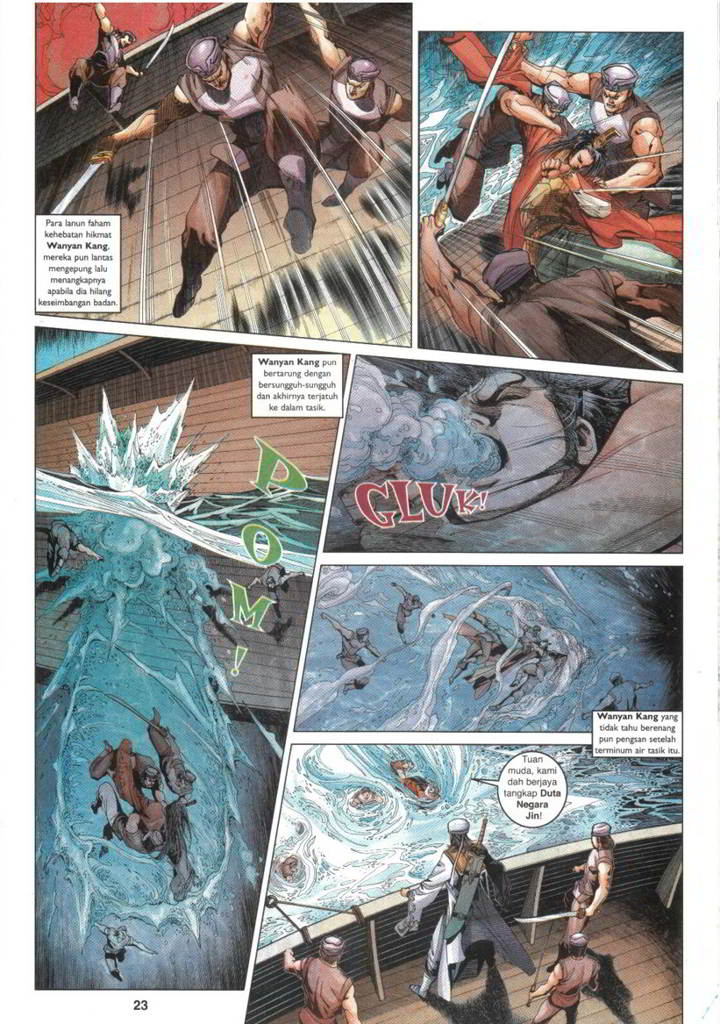 Para lanun faham
kehebatan hikmat
Wanyan Kang,
mereka pun lantas
mengepung lalu
menangkapnya
apabila dia hilang
keseimbangan badan.
Wanyan Kang pun
bertarung dengan
bersungguh-sungguh
dan akhirnya terjatuh
ke dalam tasik.
POM!
GLUK!
Wanyan Kang yang
tidak tahu berenang
pun pengsan setelah
terminum air tasik itu.
Tuan
muda, kami
dah berjaya
tangkap Duta
Negara
Jin!
23